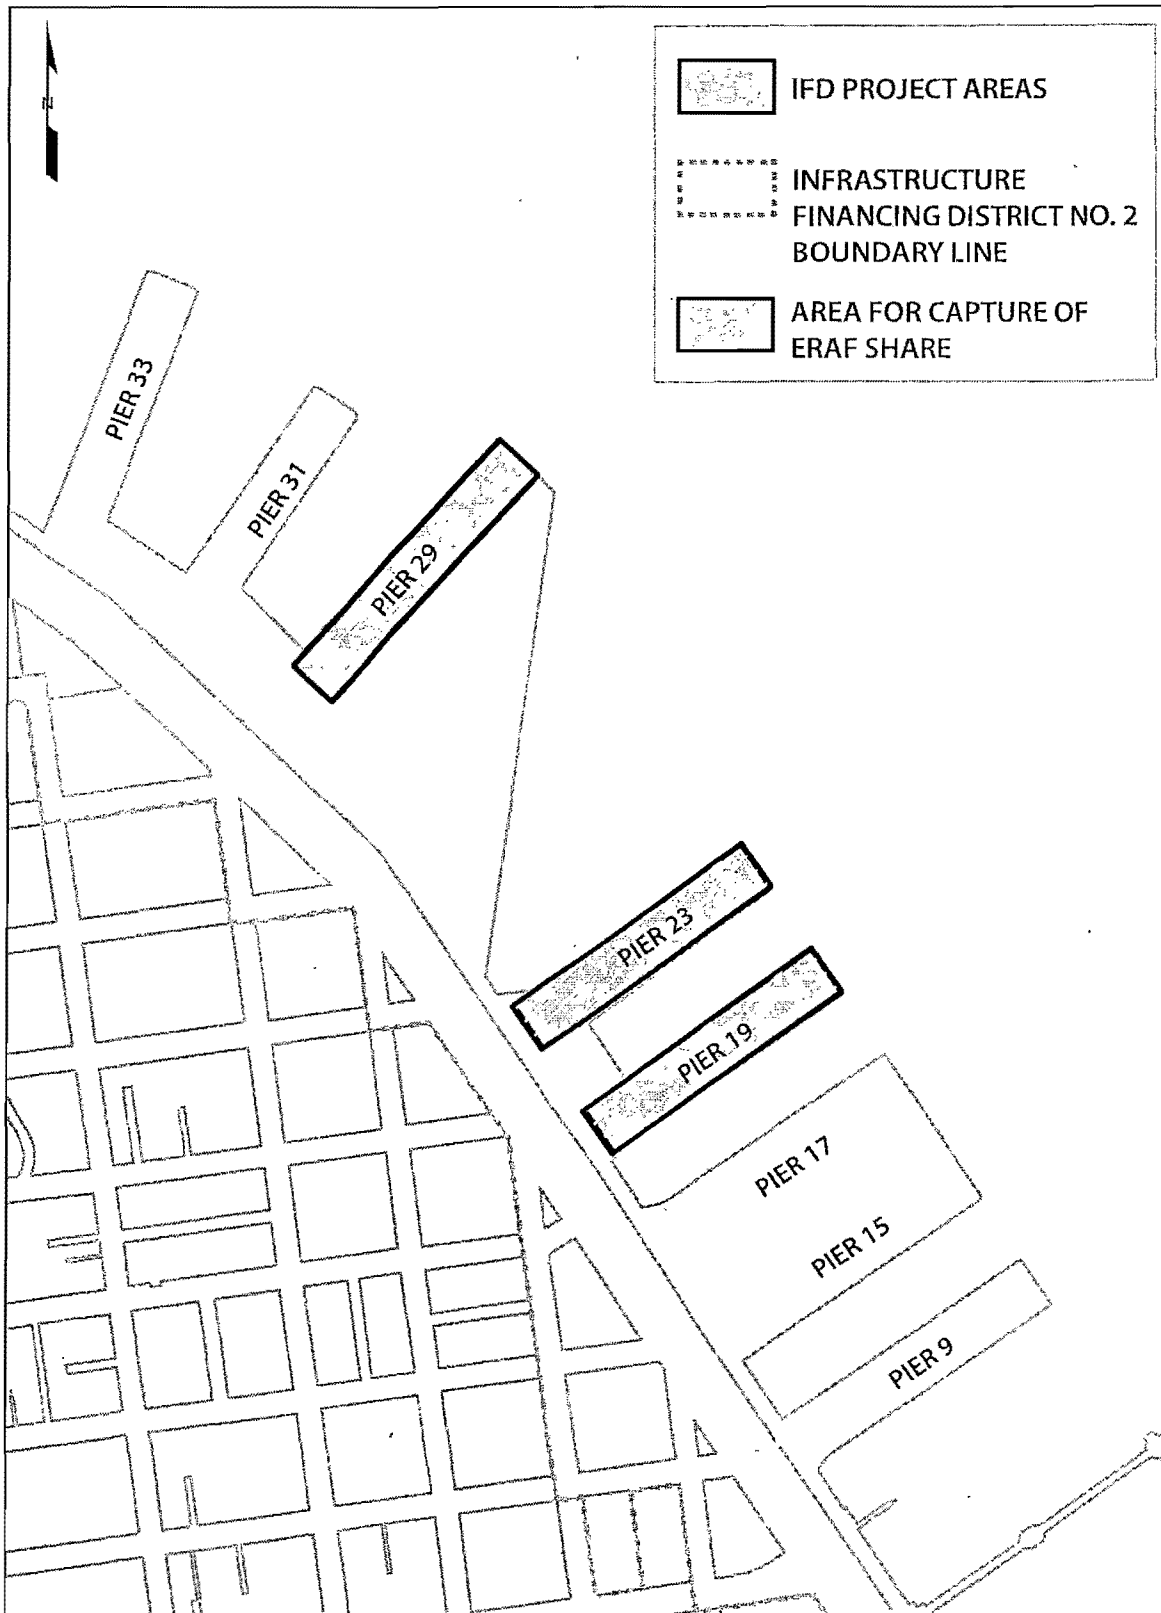 N
IFD PROJECT AREAS
INFRASTRUCTURE
FINANCING DISTRICT NO. 2
BOUNDARY LINE
AREA FOR CAPTURE OF
ERAF SHARE
PIER 33
PIER 31
PIER 29
PIER 23
PIER 19
PIER 17
PIER 15
PIER 9